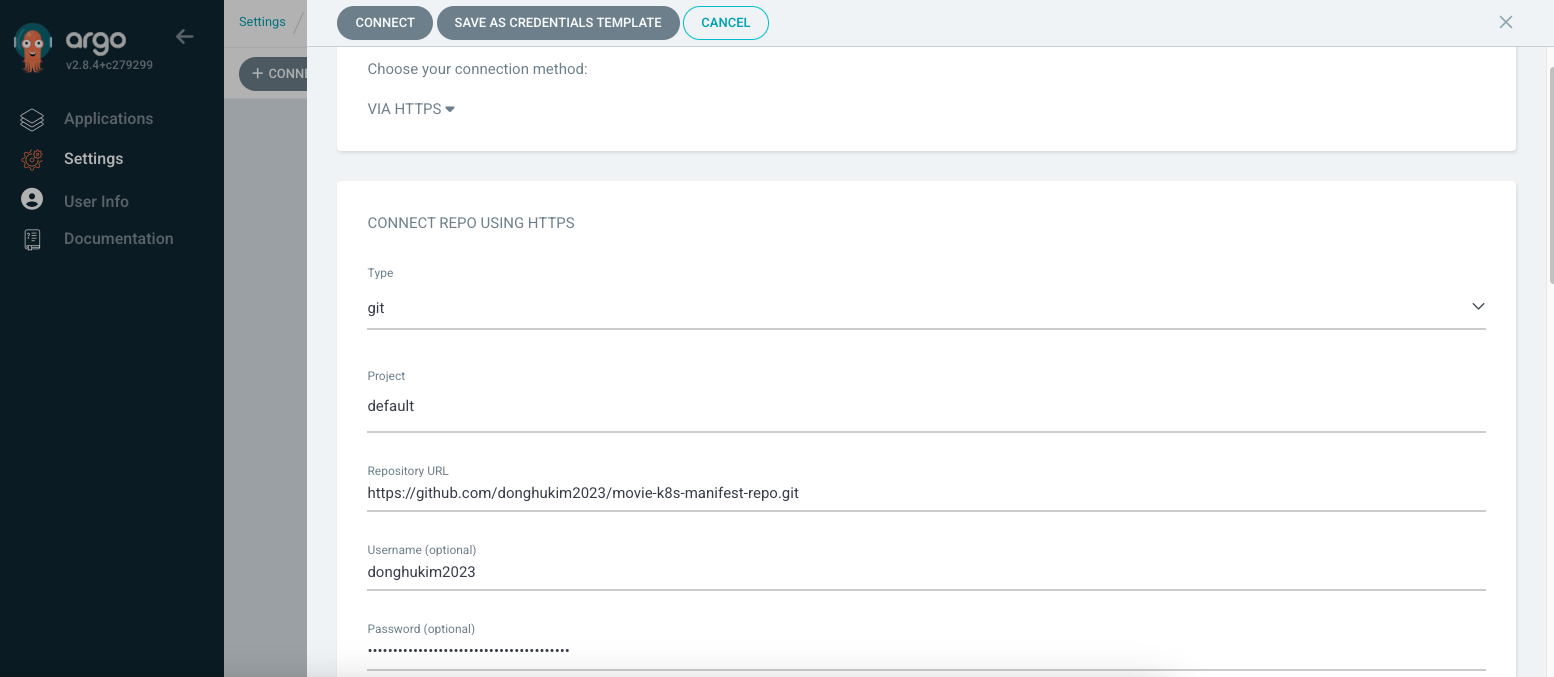 argo
v2.8.4+c279299
Applications
Settings
User Info
Documentation
Settings /
+ CONN
CONNECT SAVE AS CREDENTIALS TEMPLATE CANCEL
Choose your connection method:
VIA HTTPS
CONNECT REPO USING HTTPS
Type
git
Project
default
Repository URL
https://github.com/donghukim2023/movie-k8s-manifest-repo.git
Username (optional)
donghukim2023
Password (optional)
••••••••••••••••••••••••••••••••••••••••